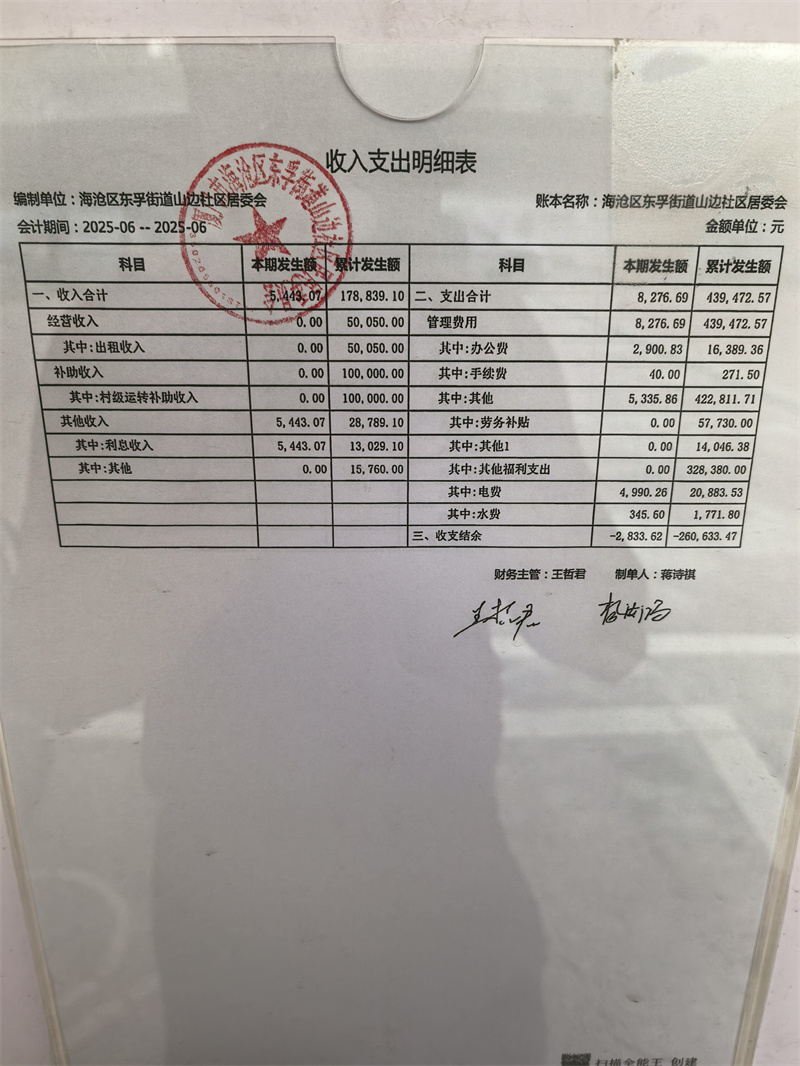 收入支出明细表
编制单位：海沧区东孚街道山边社区居委会 账本名称：海沧区东孚街道山边社区居委会
会计期间：2025-06 -- 2025-06 金额单位：元
科目 本期发生额 累计发生额 科目 本期发生额 累计发生额
一、收入合计 5,443.07 178,839.10 二、支出合计 8,276.69 439,472.57
经营收入 0.00 50,050.00 管理费用 8,276.69 439,472.57
其中:出租收入 0.00 50,050.00 其中:办公费 2,900.83 16,389.36
补助收入 0.00 100,000.00 其中:手续费 40.00 271.50
其中:村级运转补助收入 0.00 100,000.00 其中:其他 5,335.86 422,811.71
其他收入 5,443.07 28,789.10 其中:劳务补贴 0.00 57,730.00
其中:利息收入 5,443.07 13,029.10 其中:其他1 0.00 14,046.38
其中:其他 0.00 15,760.00 其中:其他福利支出 0.00 328,380.00
其中:电费 4,990.26 20,883.53
其中:水费 345.60 1,771.80
三、收支结余 -2,833.62 -260,633.47
财务主管：王哲君 制单人：蒋诗祺
王哲君
扫描全能王 创建